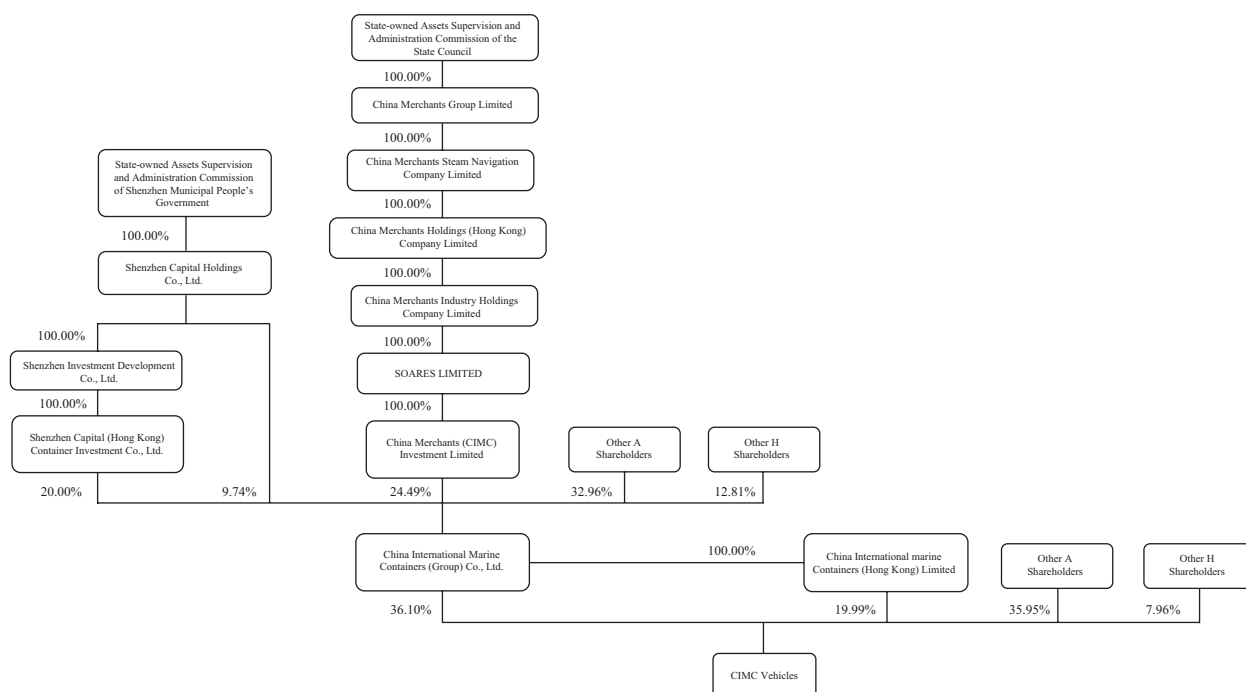 State-owned Assets Supervision and
Administration Commission of the
State Council
100.00%
China Merchants Group Limited
100.00%
China Merchants Steam Navigation
Company Limited
State-owned Assets Supervision
and Administration Commission
of Shenzhen Municipal People's
Government
100.00%
China Merchants Holdings (Hong Kong)
Company Limited
100.00%
Shenzhen Capital Holdings
Co., Ltd.
100.00%
China Merchants Industry Holdings
Company Limited
100.00%
100.00%
Shenzhen Investment Development
Co., Ltd.
SOARES LIMITED
100.00%
100.00%
Shenzhen Capital (Hong Kong)
Container Investment Co., Ltd.
China Merchants (CIMC)
Investment Limited
Other A
Shareholders
Other H
Shareholders
20.00%
9.74%
24.49%
32.96%
12.81%
China International Marine
Containers (Group) Co., Ltd.
100.00%
China International marine
Containers (Hong Kong) Limited
Other A
Shareholders
Other H
Shareholders
36.10%
19.99%
35.95%
7.96%
CIMC Vehicles